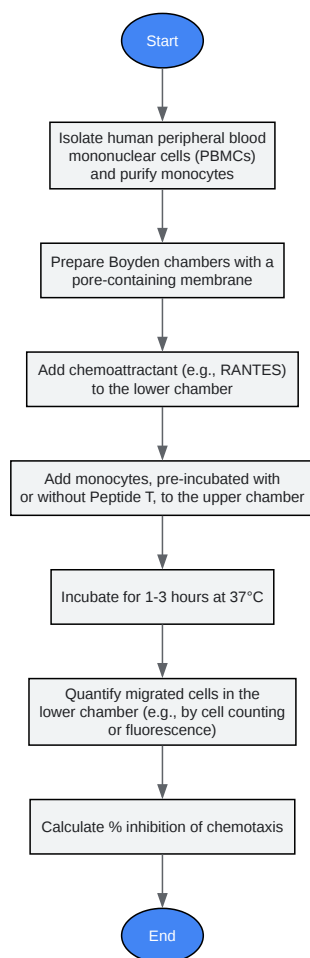 Start
Isolate human peripheral blood
mononuclear cells (PBMCs)
and purify monocytes
Prepare Boyden chambers with a
pore-containing membrane
Add chemoattractant (e.g., RANTES)
to the lower chamber
Add monocytes, pre-incubated with
or without Peptide T, to the upper chamber
Incubate for 1-3 hours at 37°C
Quantify migrated cells in the
lower chamber (e.g., by cell counting
or fluorescence)
Calculate % inhibition of chemotaxis
End